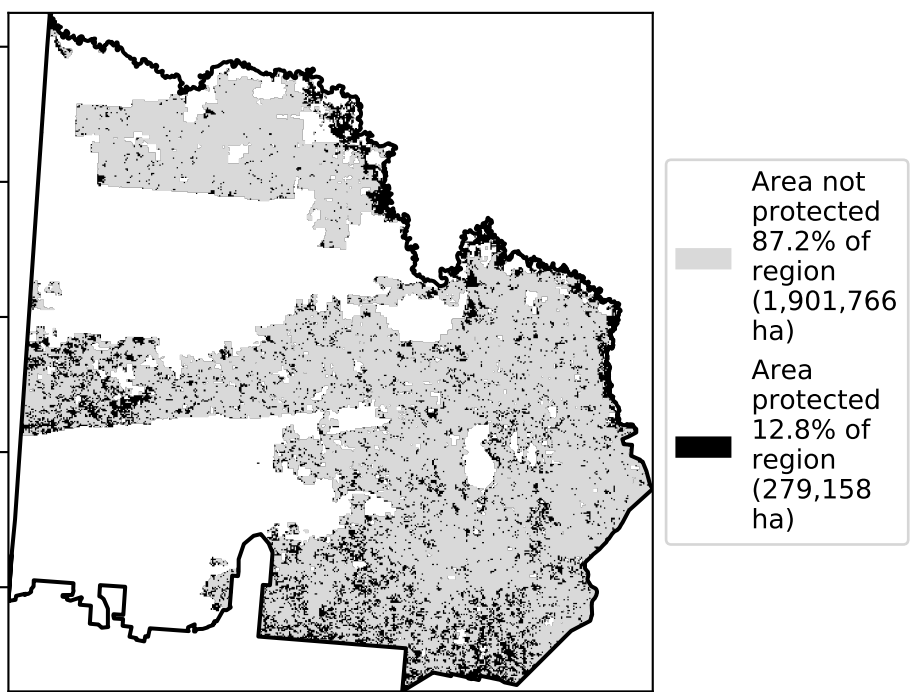 Area not
protected
87.2% of
region
(1,901,766
ha)
Area
protected
12.8% of
region
(279,158
ha)